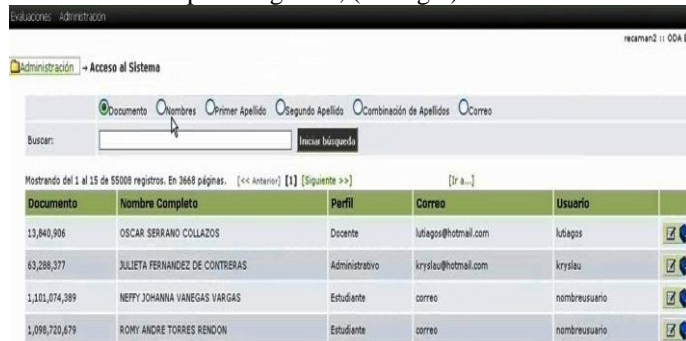 Evaluaciones Administración
recaman2 :: ODA
Administración → Acceso al Sistema
Documento Nombres Primer Apellido Segundo Apellido Combinación de Apellidos Correo
Buscar: Iniciar búsqueda
Mostrando del 1 al 15 de 55008 registros. En 3668 páginas. [<< Anterior] [1] [Siguiente >>] [Ir a...]
Documento Nombre Completo Perfil Correo Usuario
13,840,906 OSCAR SERRANO COLLAZOS Docente lutiagos@hotmail.com lutiagos
63,288,377 JULIETA FERNANDEZ DE CONTRERAS Administrativo kryslau@hotmail.com kryslau
1,101,074,389 NEFFY JOHANNA VANEGAS VARGAS Estudiante correo nombreusuario
1,098,720,679 ROMY ANDRE TORRES RENDON Estudiante correo nombreusuario